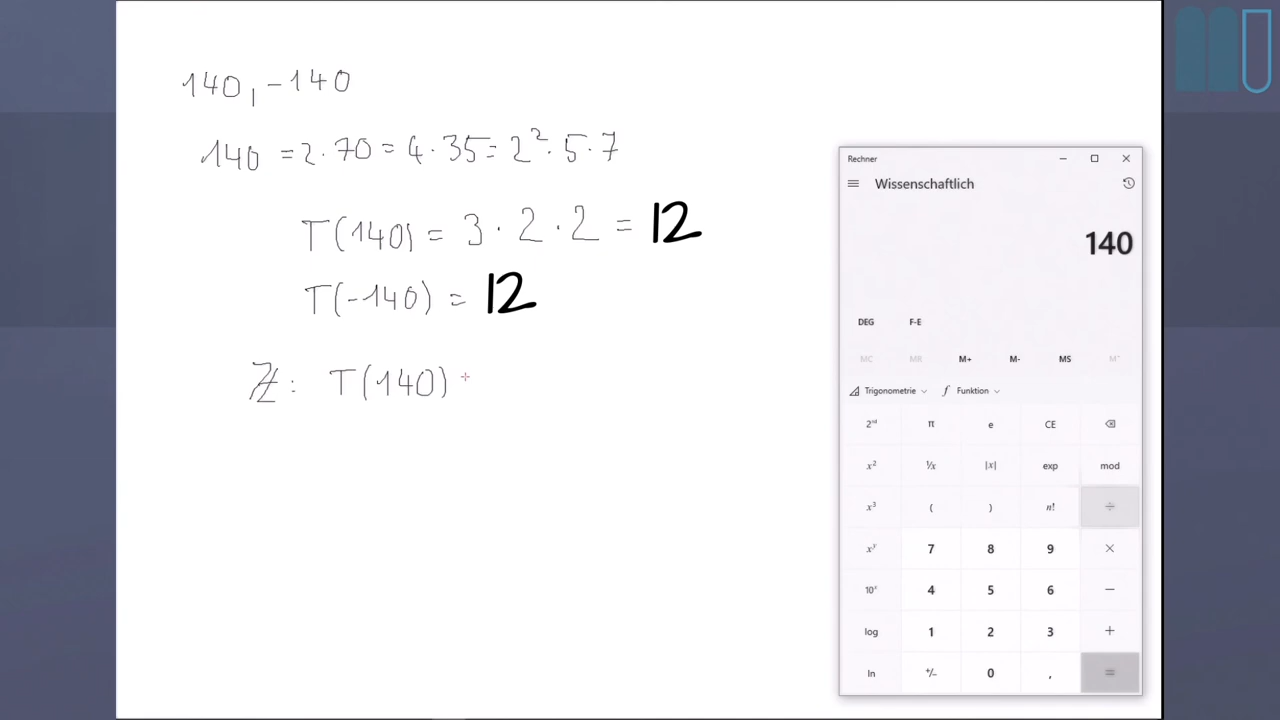 140, -140
140 = 2·70 = 4·35 = 2²·5·7
T(140) = 3·2·2 = 12
T(-140) = 12
ℤ: T(140)
Rechner
Wissenschaftlich
140
DEG F-E
MC MR M+ M- MS M˅
Trigonometrie Funktion
2ⁿᵈ π e CE
x² ¹/x |x| exp mod
x³ ( ) n! ÷
xʸ 7 8 9 ×
10ˣ 4 5 6 −
log 1 2 3 +
ln +/− 0 , =